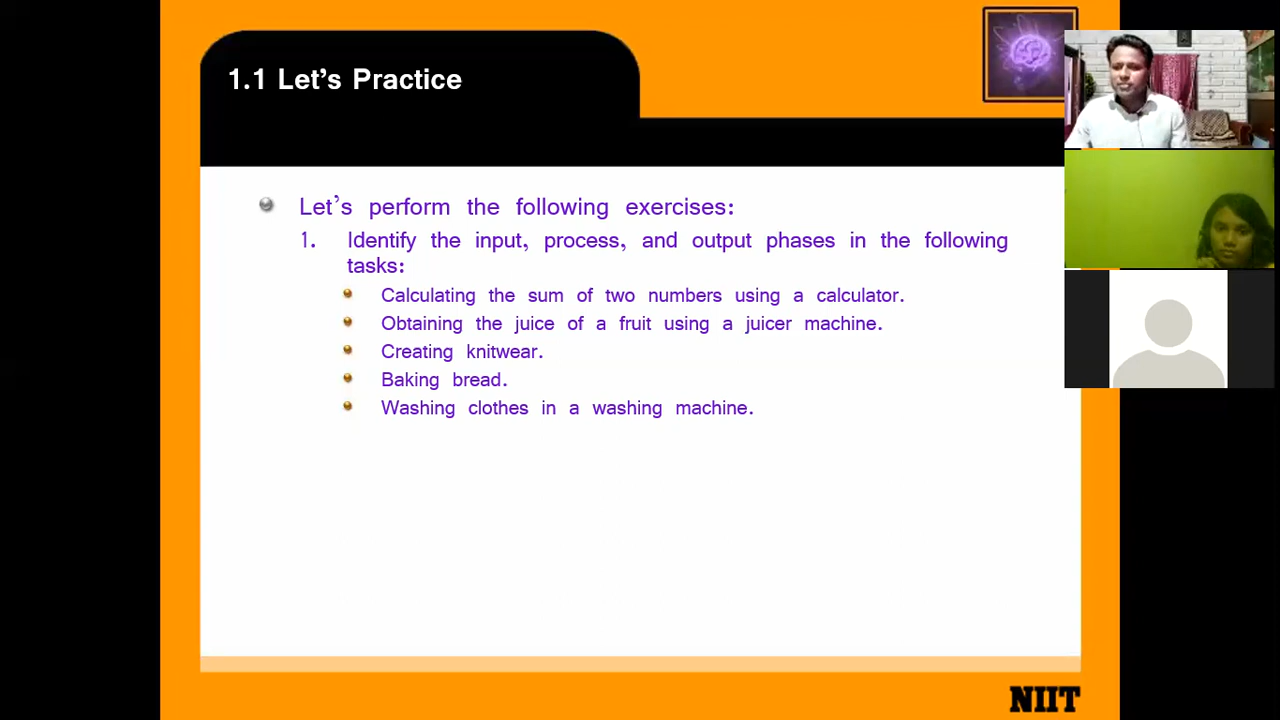 1.1 Let's Practice
Let's perform the following exercises:
1. Identify the input, process, and output phases in the following
tasks:
Calculating the sum of two numbers using a calculator.
Obtaining the juice of a fruit using a juicer machine.
Creating knitwear.
Baking bread.
Washing clothes in a washing machine.
NIIT